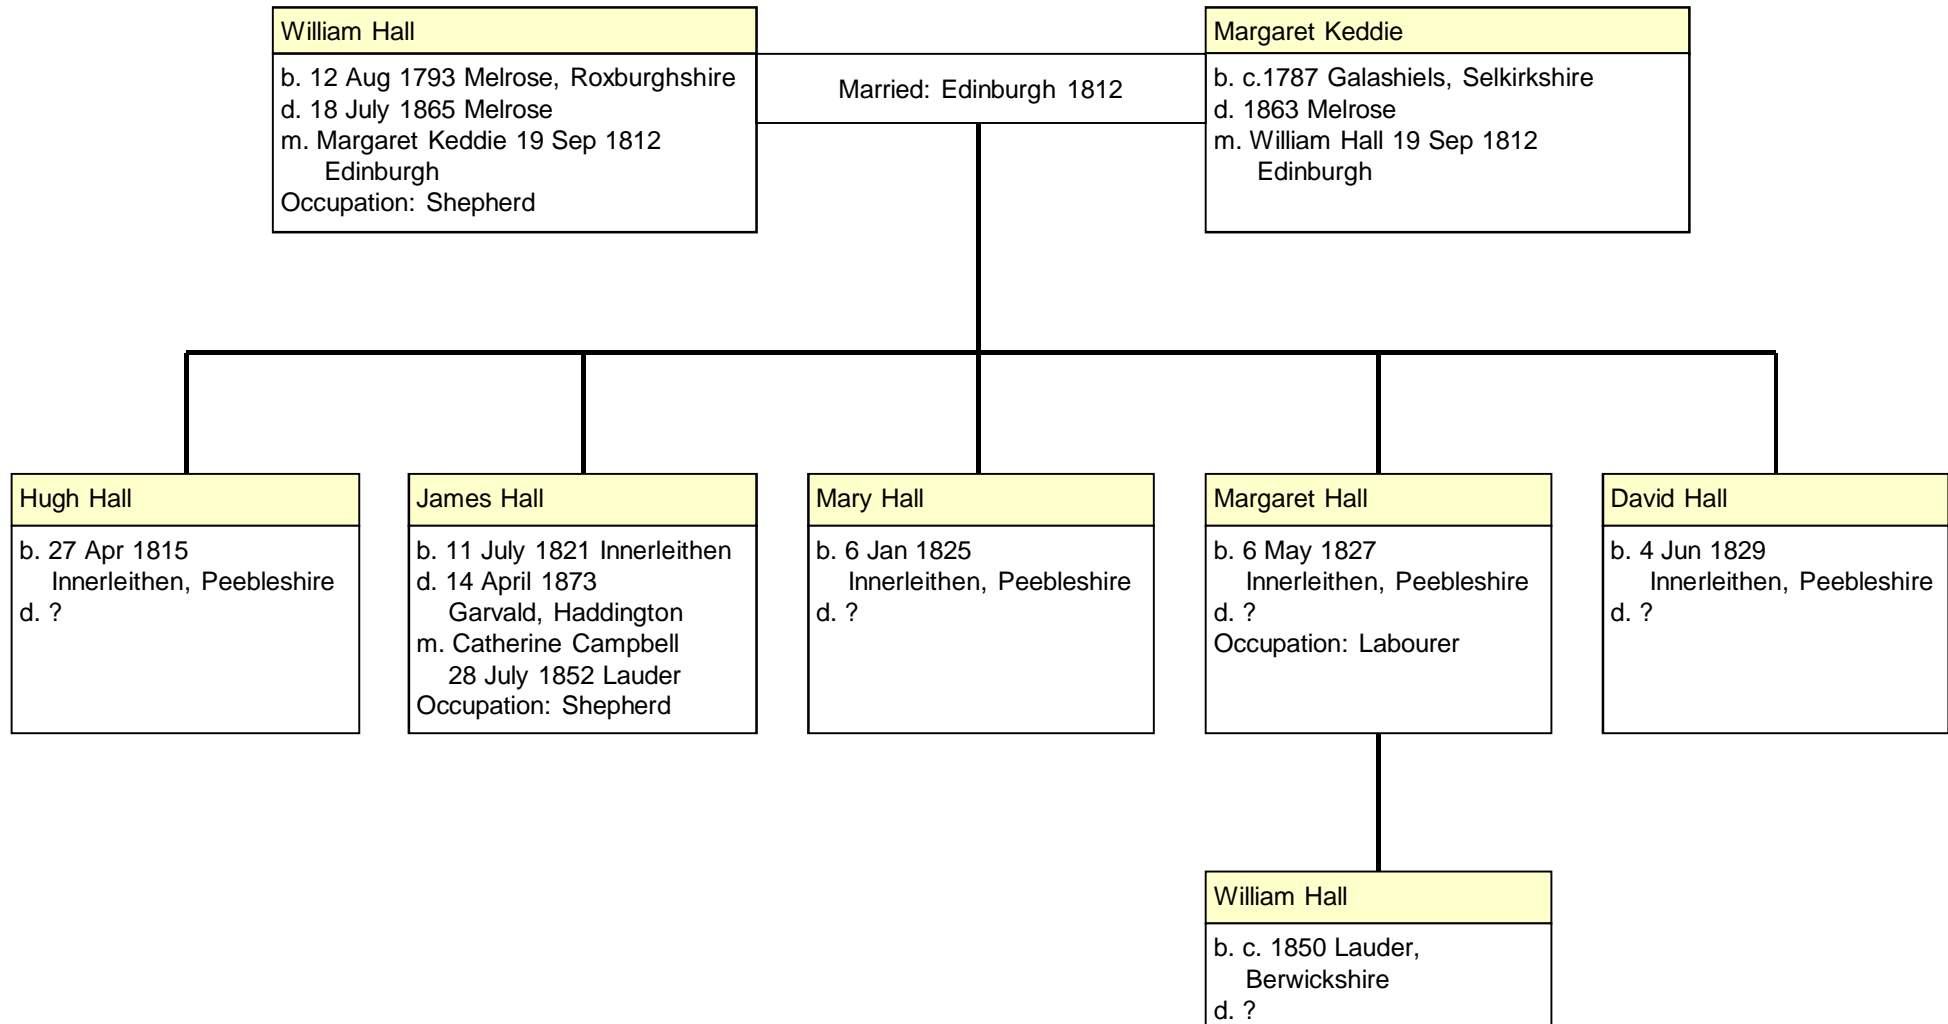 William Hall
b. 12 Aug 1793 Melrose, Roxburghshire
d. 18 July 1865 Melrose
m. Margaret Keddie 19 Sep 1812
Edinburgh
Occupation: Shepherd
Married: Edinburgh 1812
Margaret Keddie
b. c.1787 Galashiels, Selkirkshire
d. 1863 Melrose
m. William Hall 19 Sep 1812
Edinburgh
Hugh Hall
b. 27 Apr 1815
Innerleithen, Peebleshire
d. ?
James Hall
b. 11 July 1821 Innerleithen
d. 14 April 1873
Garvald, Haddington
m. Catherine Campbell
28 July 1852 Lauder
Occupation: Shepherd
Mary Hall
b. 6 Jan 1825
Innerleithen, Peebleshire
d. ?
Margaret Hall
b. 6 May 1827
Innerleithen, Peebleshire
d. ?
Occupation: Labourer
David Hall
b. 4 Jun 1829
Innerleithen, Peebleshire
d. ?
William Hall
b. c. 1850 Lauder,
Berwickshire
d. ?